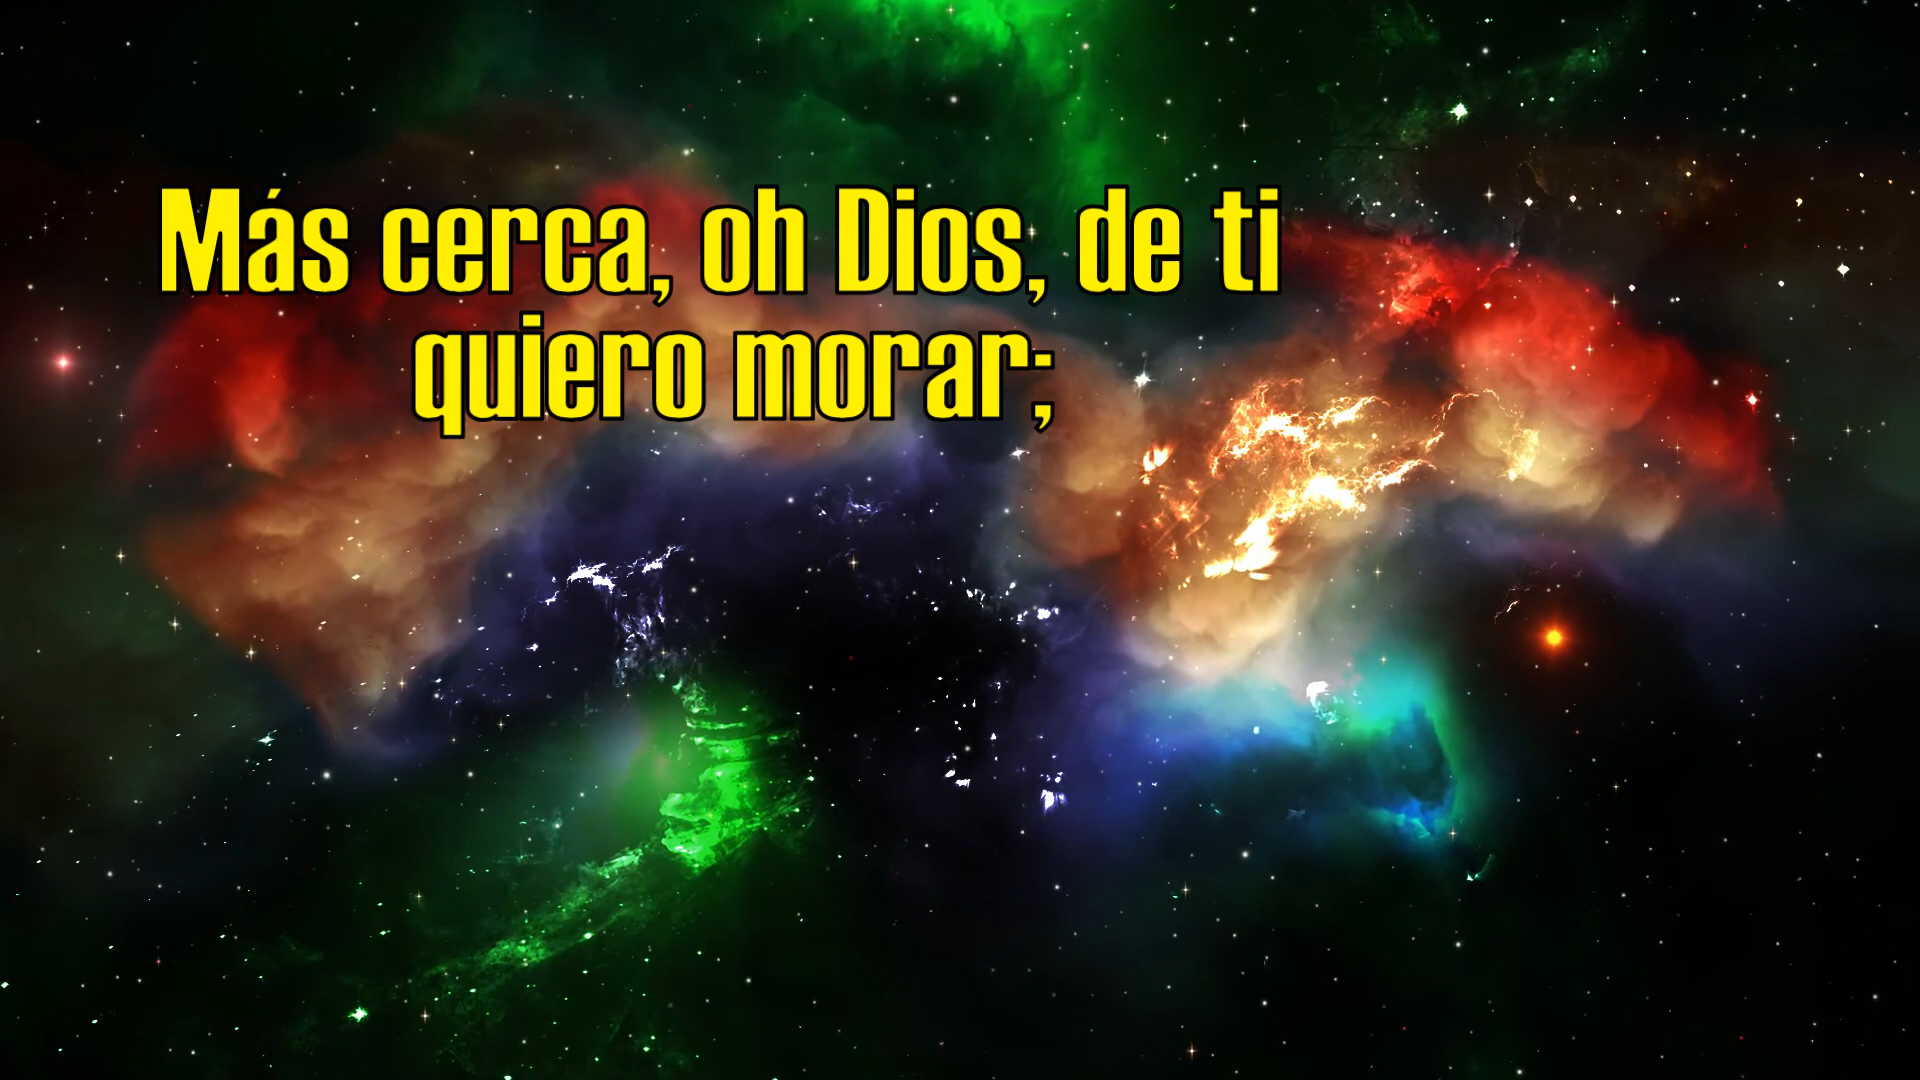 Más cerca, oh Dios, de ti
quiero morar;